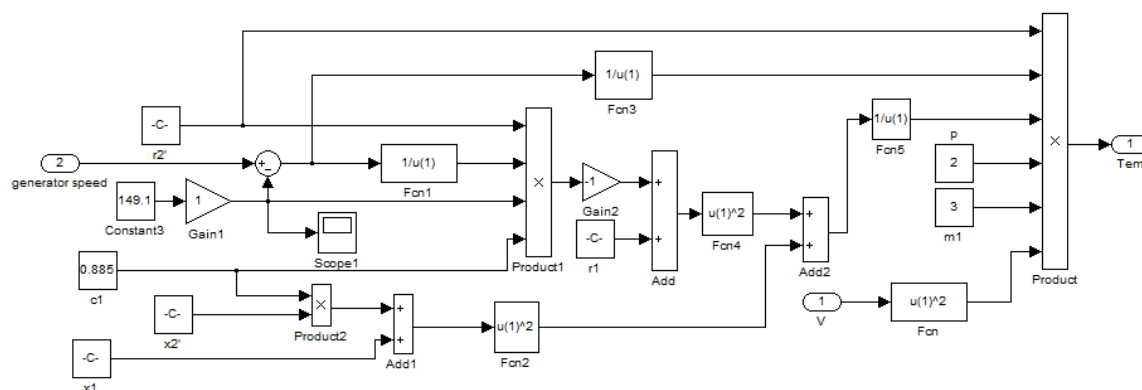 -C-
r2'
2
generator speed
149.1
Constant3
1
Gain1
+
-
1/u(1)
Fcn1
Scope1
0.885
c1
-C-
x2'
-C-
x1
×
Product2
+
+
Add1
u(1)^2
Fcn2
1/u(1)
Fcn3
×
Product1
-1
Gain2
-C-
r1
+
+
Add
u(1)^2
Fcn4
+
+
Add2
1/u(1)
Fcn5
p
2
3
m1
1
V
u(1)^2
Fcn
×
Product
1
Tem